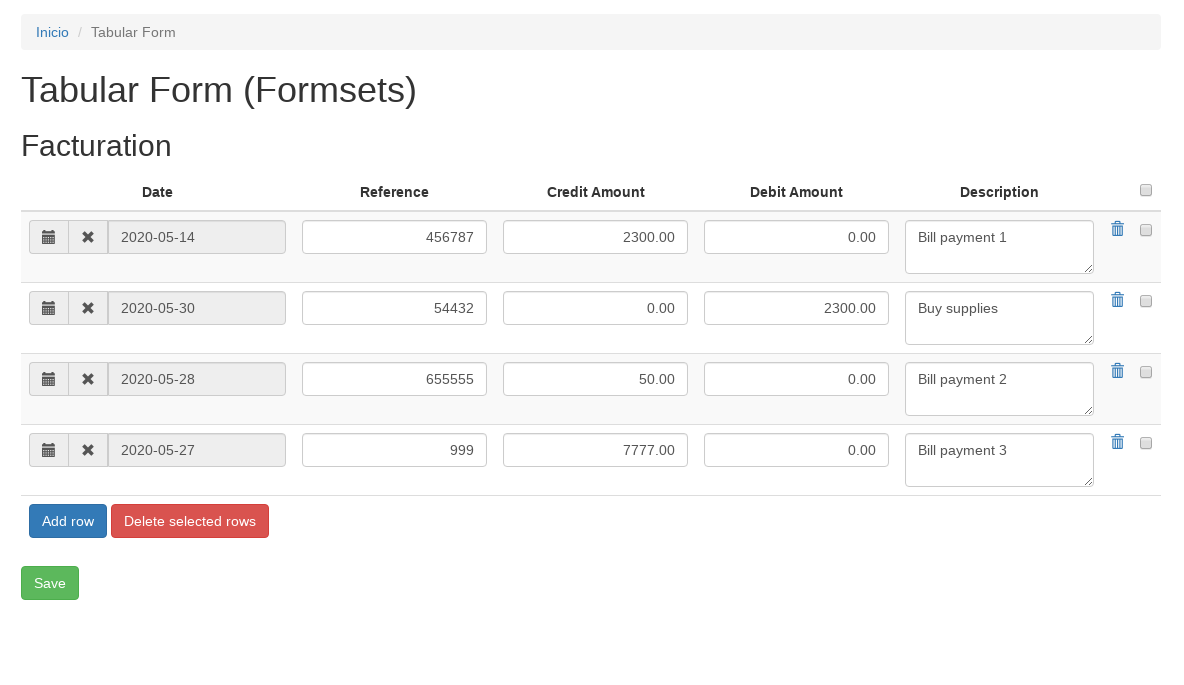 Inicio / Tabular Form
Tabular Form (Formsets)
Facturation
Date Reference Credit Amount Debit Amount Description
2020-05-14 456787 2300.00 0.00 Bill payment 1
2020-05-30 54432 0.00 2300.00 Buy supplies
2020-05-28 655555 50.00 0.00 Bill payment 2
2020-05-27 999 7777.00 0.00 Bill payment 3
Add row Delete selected rows
Save